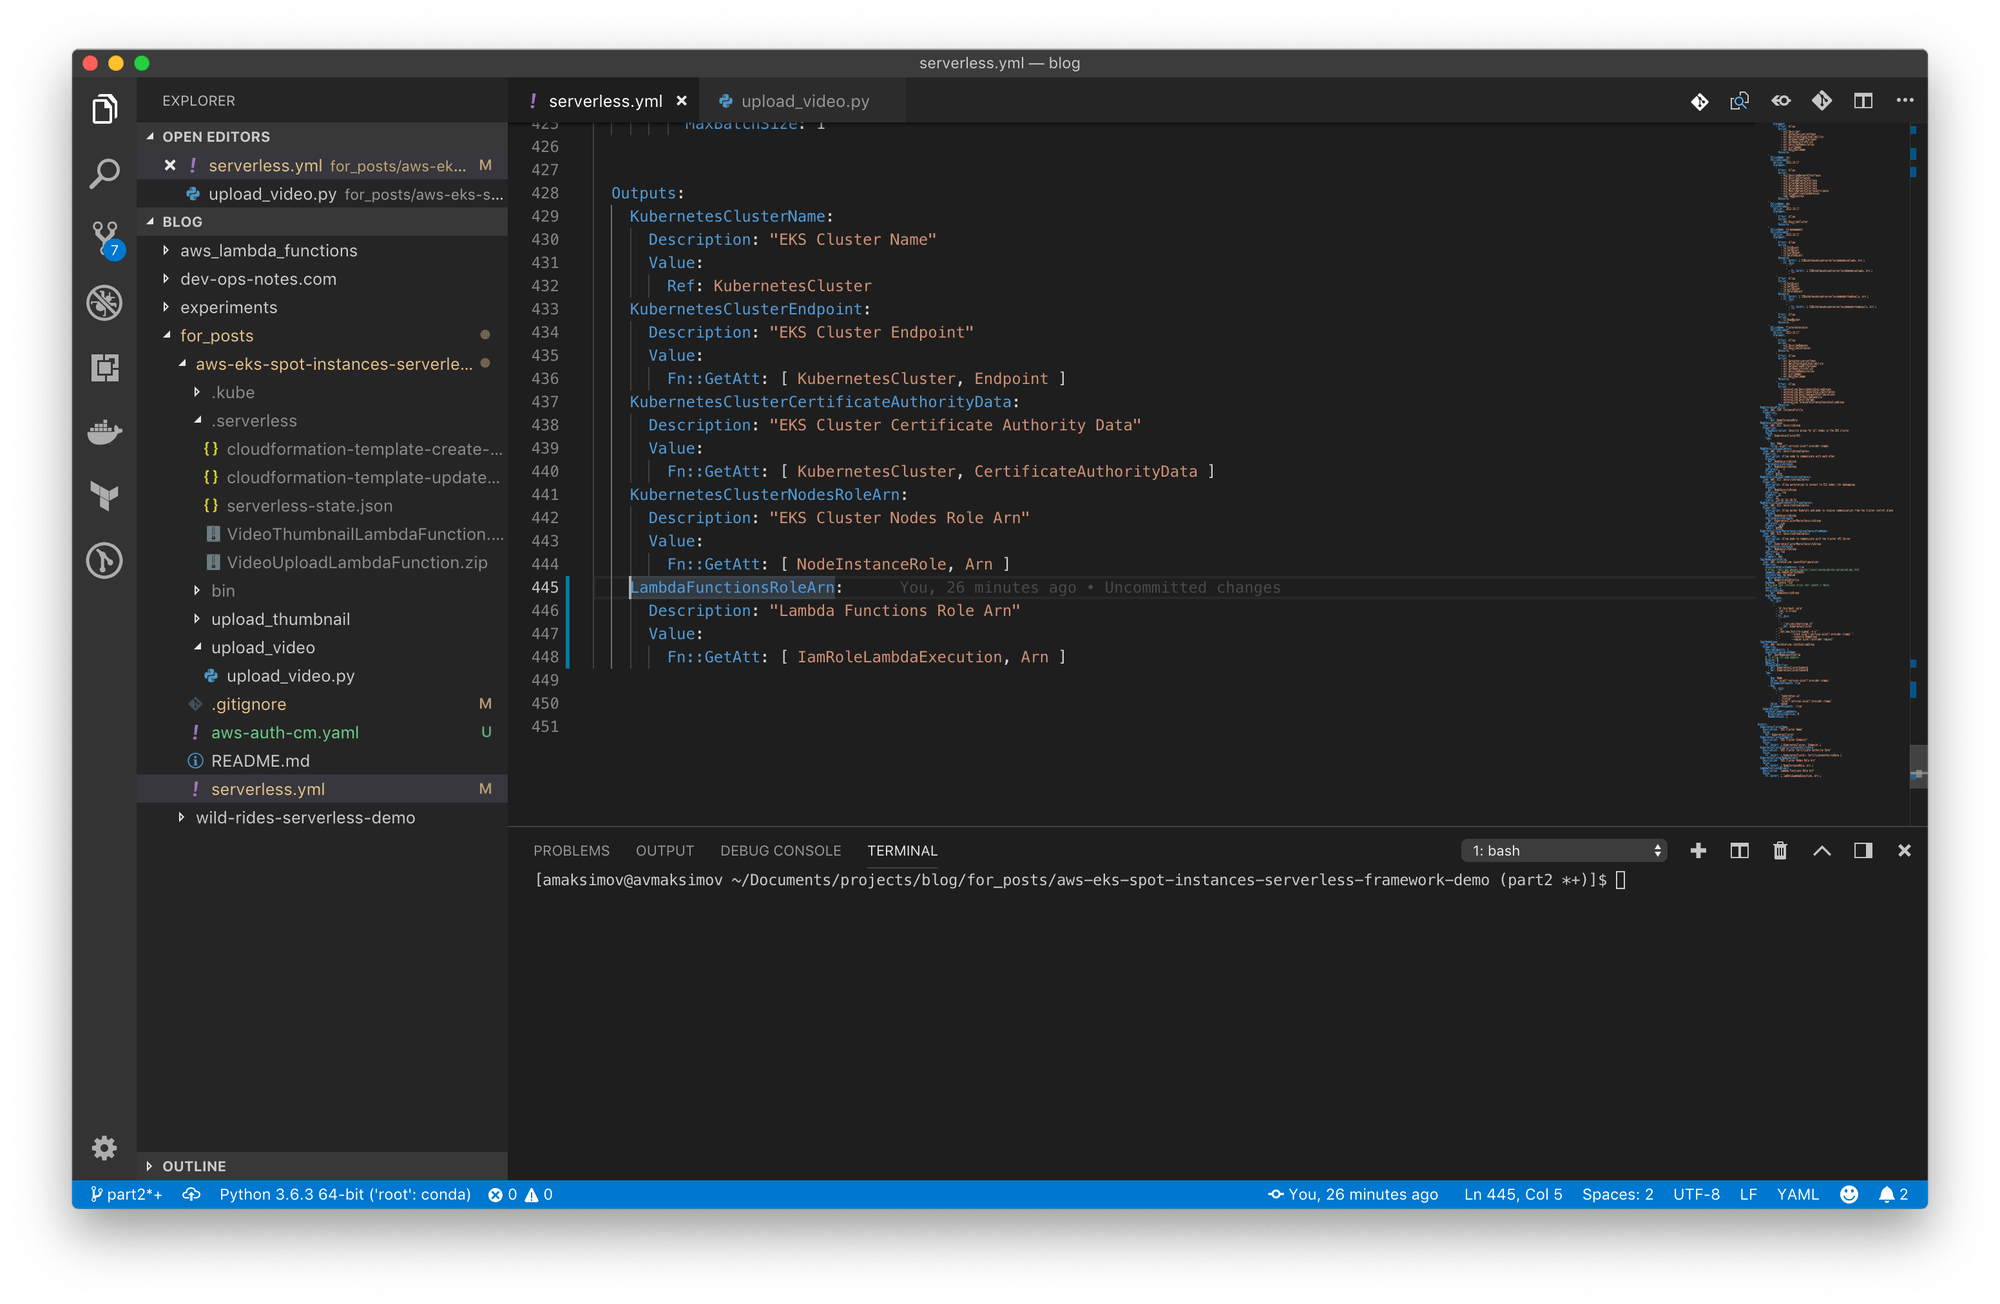 serverless.yml — blog
EXPLORER
OPEN EDITORS
serverless.yml for_posts/aws-ek... M
upload_video.py for_posts/aws-eks-s...
BLOG
aws_lambda_functions
dev-ops-notes.com
experiments
for_posts
aws-eks-spot-instances-serverle...
.kube
.serverless
{} cloudformation-template-create-...
{} cloudformation-template-update...
{} serverless-state.json
VideoThumbnailLambdaFunction....
VideoUploadLambdaFunction.zip
bin
upload_thumbnail
upload_video
upload_video.py
.gitignore M
! aws-auth-cm.yaml U
README.md
! serverless.yml M
wild-rides-serverless-demo
OUTLINE
7
! serverless.yml
upload_video.py
425 MaxBatchSize: 1
426
427
428 Outputs:
429 KubernetesClusterName:
430 Description: "EKS Cluster Name"
431 Value:
432 Ref: KubernetesCluster
433 KubernetesClusterEndpoint:
434 Description: "EKS Cluster Endpoint"
435 Value:
436 Fn::GetAtt: [ KubernetesCluster, Endpoint ]
437 KubernetesClusterCertificateAuthorityData:
438 Description: "EKS Cluster Certificate Authority Data"
439 Value:
440 Fn::GetAtt: [ KubernetesCluster, CertificateAuthorityData ]
441 KubernetesClusterNodesRoleArn:
442 Description: "EKS Cluster Nodes Role Arn"
443 Value:
444 Fn::GetAtt: [ NodeInstanceRole, Arn ]
445 LambdaFunctionsRoleArn: You, 26 minutes ago • Uncommitted changes
446 Description: "Lambda Functions Role Arn"
447 Value:
448 Fn::GetAtt: [ IamRoleLambdaExecution, Arn ]
449
450
451
PROBLEMS OUTPUT DEBUG CONSOLE TERMINAL
1: bash
[amaksimov@avmaksimov ~/Documents/projects/blog/for_posts/aws-eks-spot-instances-serverless-framework-demo (part2 *+)]$
part2*+ Python 3.6.3 64-bit ('root': conda) 0 0
You, 26 minutes ago Ln 445, Col 5 Spaces: 2 UTF-8 LF YAML 2